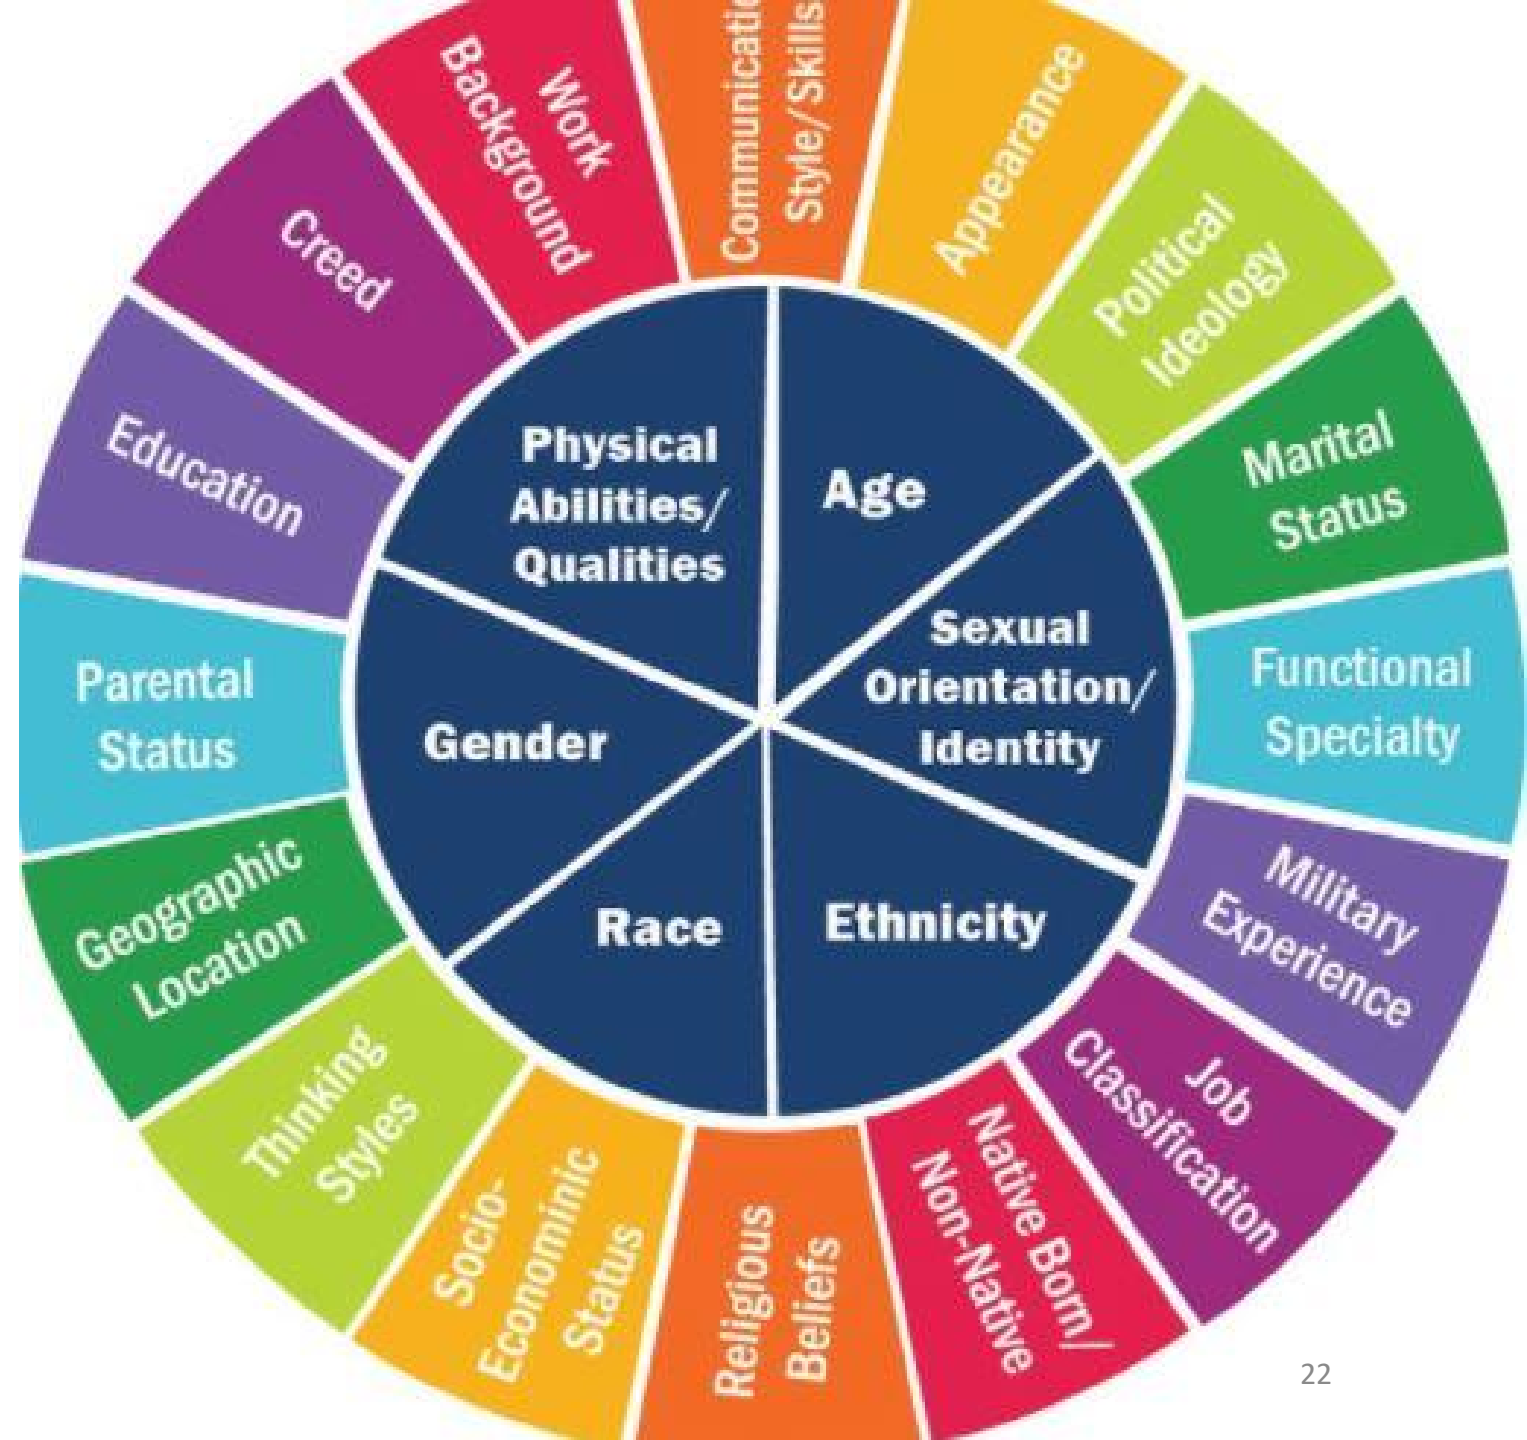 Communicatio
Style/Skills
Appearance
Political
Ideology
Marital
Status
Functional
Specialty
Military
Experience
Job
Classification
Native Born/
Non-Native
Religious
Beliefs
Socio-
Econominic
Status
Thinking
Styles
Geographic
Location
Parental
Status
Education
Creed
Work
Background
Physical
Abilities/
Qualities
Age
Sexual
Orientation/
Identity
Ethnicity
Race
Gender
22